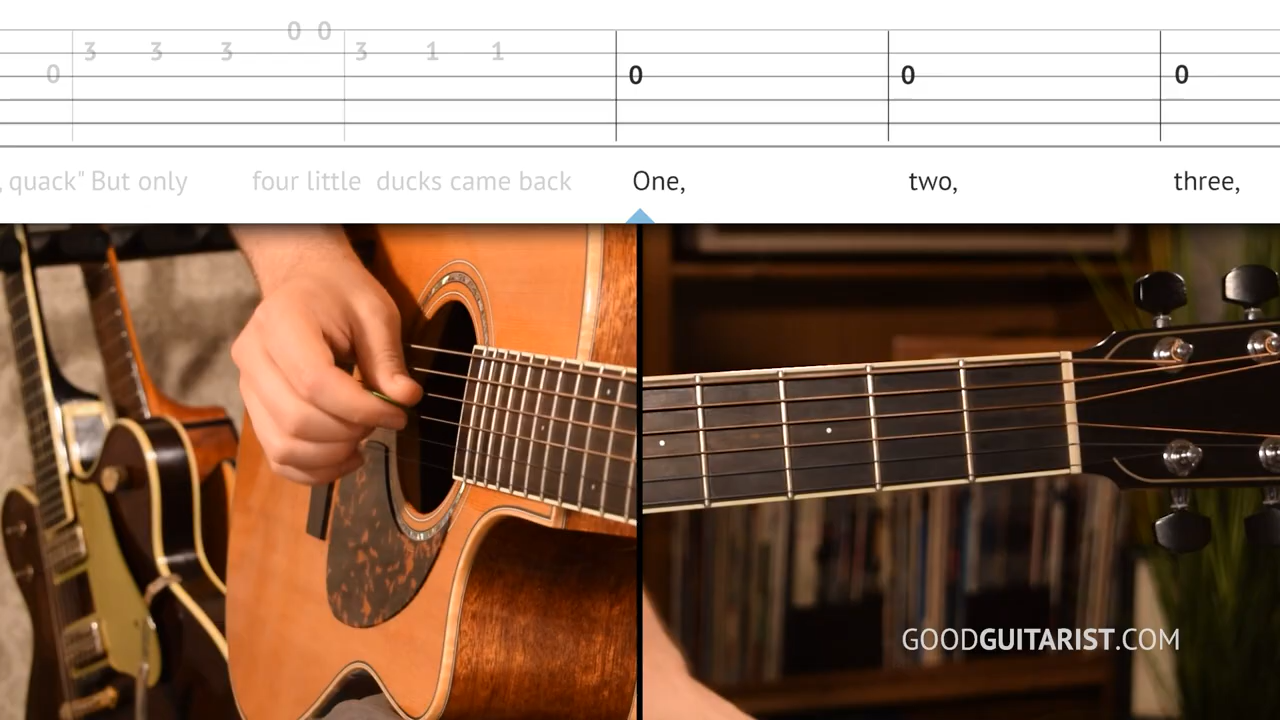 0 0
3 3 3 3 1 1
0 0 0 0
, quack" But only four little ducks came back One, two, three,
GOODGUITARIST.COM